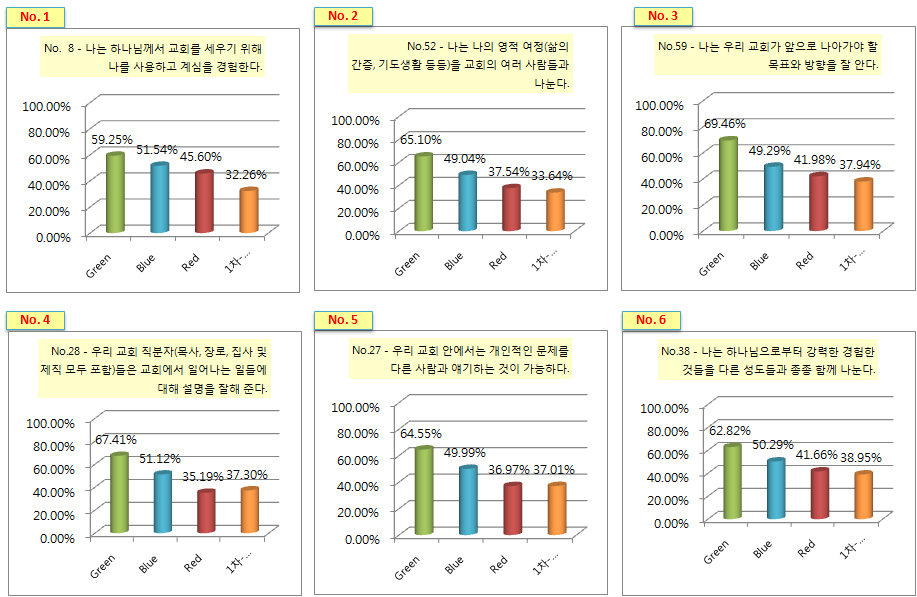 No. 1
No. 8 - 나는 하나님께서 교회를 세우기 위해
나를 사용하고 계심을 경험한다.
100.00%
80.00%
60.00%
40.00%
20.00%
0.00%
59.25%
51.54%
45.60%
32.26%
Green
Blue
Red
1차-...
No. 2
No.52 - 나는 나의 영적 여정(삶의
간증, 기도생활 등등)을 교회의 여러 사람들과
나눈다.
100.00%
80.00%
60.00%
40.00%
20.00%
0.00%
65.10%
49.04%
37.54%
33.64%
Green
Blue
Red
1차-...
No. 3
No.59 - 나는 우리 교회가 앞으로 나아가야 할
목표와 방향을 잘 안다.
100.00%
80.00%
60.00%
40.00%
20.00%
0.00%
69.46%
49.29%
41.98%
37.94%
Green
Blue
Red
1차-...
No. 4
No.28 - 우리 교회 직분자(목사, 장로, 집사 및
제직 모두 포함)들은 교회에서 일어나는 일들에
대해 설명을 잘해 준다.
100.00%
80.00%
60.00%
40.00%
20.00%
0.00%
67.41%
51.12%
35.19%
37.30%
Green
Blue
Red
1차-...
No. 5
No.27 - 우리 교회 안에서는 개인적인 문제를
다른 사람과 얘기하는 것이 가능하다.
100.00%
80.00%
60.00%
40.00%
20.00%
0.00%
64.55%
49.99%
36.97%
37.01%
Green
Blue
Red
1차-...
No. 6
No.38 - 나는 하나님으로부터 강력한 경험한
것들을 다른 성도들과 종종 함께 나눈다.
100.00%
80.00%
60.00%
40.00%
20.00%
0.00%
62.82%
50.29%
41.66%
38.95%
Green
Blue
Red
1차-...